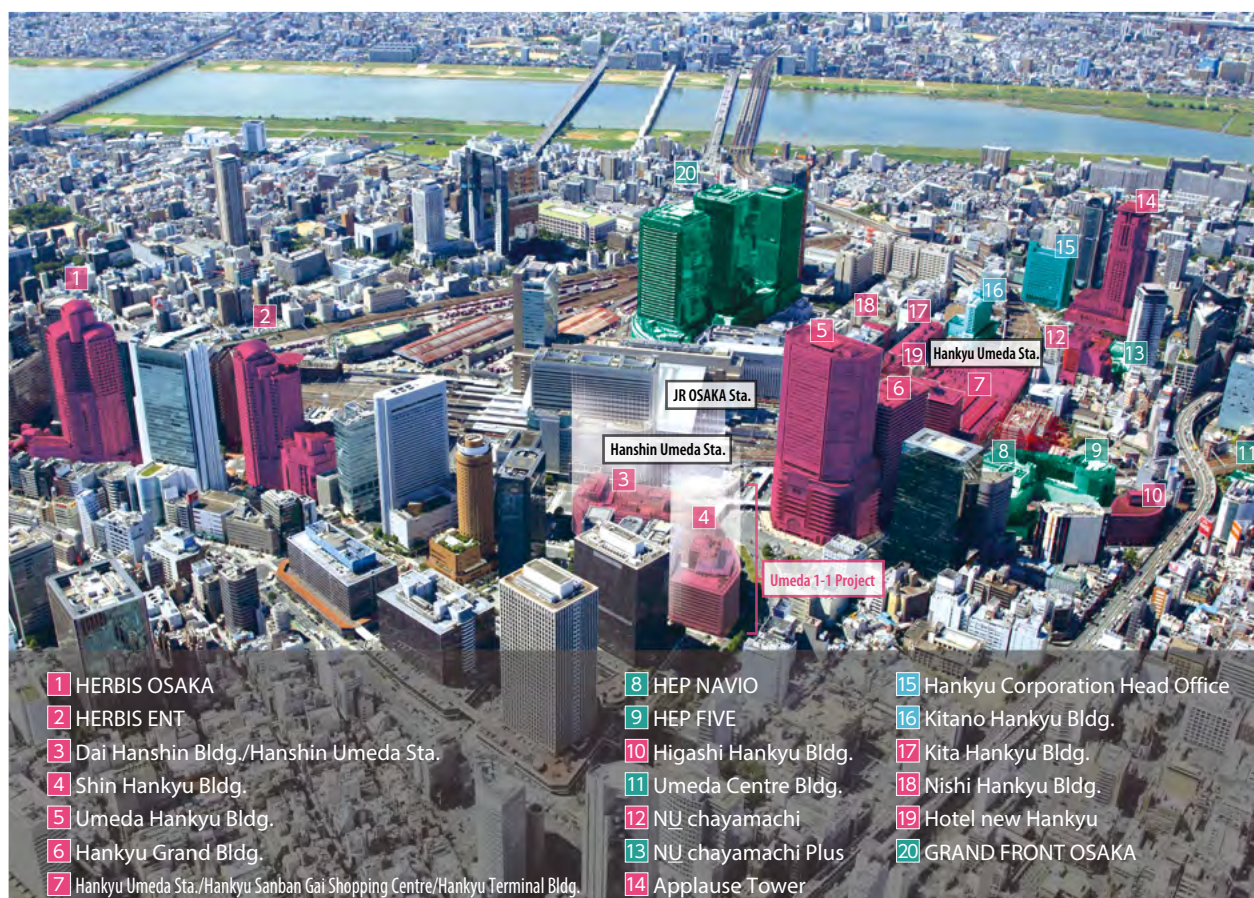 20
14
15
1
16
17
18
2
5
12
Hankyu Umeda Sta.
13
19
6
7
JR OSAKA Sta.
Hanshin Umeda Sta.
8
9
11
3
10
4
Umeda 1-1 Project
1 HERBIS OSAKA
2 HERBIS ENT
3 Dai Hanshin Bldg./Hanshin Umeda Sta.
4 Shin Hankyu Bldg.
5 Umeda Hankyu Bldg.
6 Hankyu Grand Bldg.
7 Hankyu Umeda Sta./Hankyu Sanban Gai Shopping Centre/Hankyu Terminal Bldg.
8 HEP NAVIO
9 HEP FIVE
10 Higashi Hankyu Bldg.
11 Umeda Centre Bldg.
12 NU chayamachi
13 NU chayamachi Plus
14 Applause Tower
15 Hankyu Corporation Head Office
16 Kitano Hankyu Bldg.
17 Kita Hankyu Bldg.
18 Nishi Hankyu Bldg.
19 Hotel new Hankyu
20 GRAND FRONT OSAKA